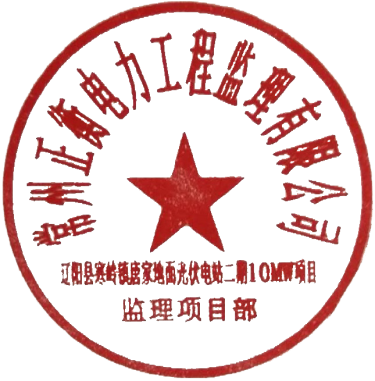 常州正衡电力工程监理有限公司
辽阳县寒岭镇唐家地面光伏电站二期10MW项目
监理项目部